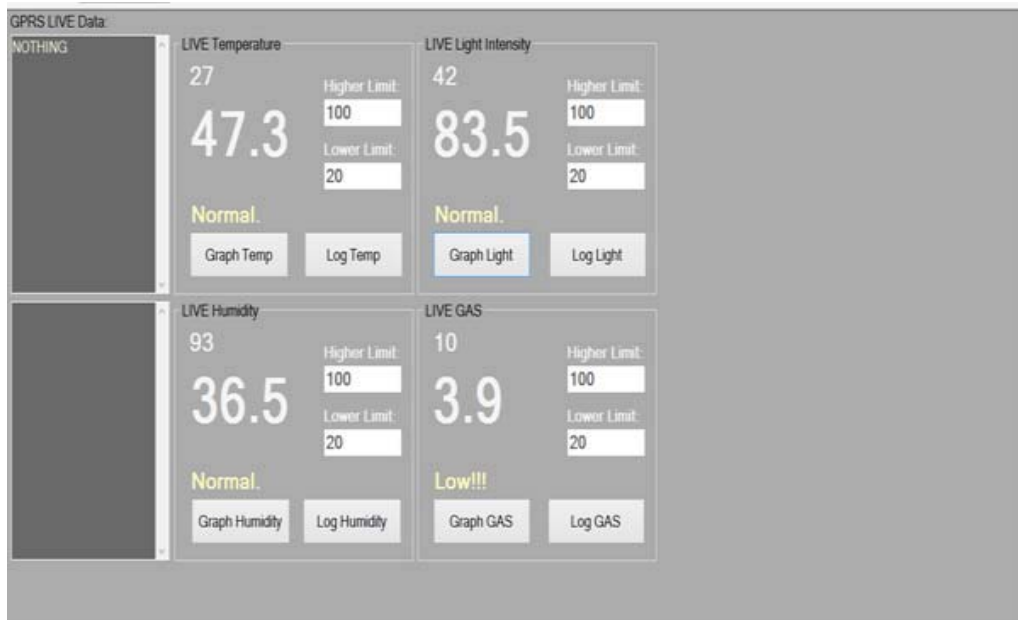 GPRS LIVE Data:
NOTHING
LIVE Temperature
27
47.3
Higher Limit:
100
Lower Limit:
20
Normal.
Graph Temp
Log Temp
LIVE Light Intensity
42
83.5
Higher Limit:
100
Lower Limit:
20
Normal.
Graph Light
Log Light
LIVE Humidity
93
36.5
Higher Limit:
100
Lower Limit:
20
Normal.
Graph Humidity
Log Humidity
LIVE GAS
10
3.9
Higher Limit:
100
Lower Limit:
20
Low!!!
Graph GAS
Log GAS